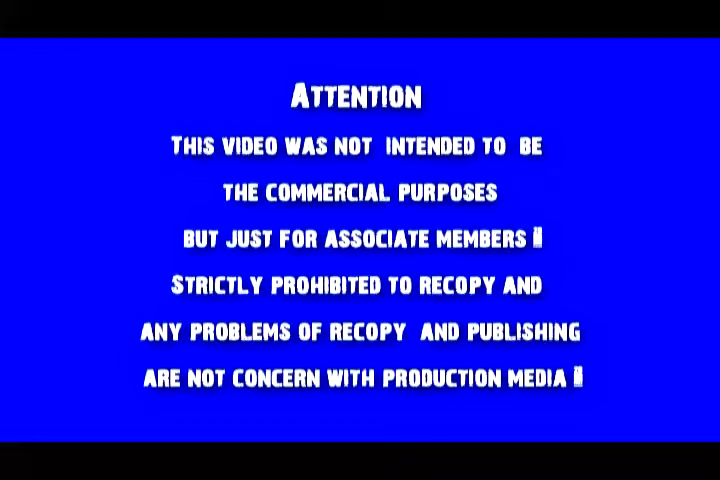 ATTENTION
THIS VIDEO WAS NOT INTENDED TO BE
THE COMMERCIAL PURPOSES
BUT JUST FOR ASSOCIATE MEMBERS !
STRICTLY PROHIBITED TO RECOPY AND
ANY PROBLEMS OF RECOPY AND PUBLISHING
ARE NOT CONCERN WITH PRODUCTION MEDIA !